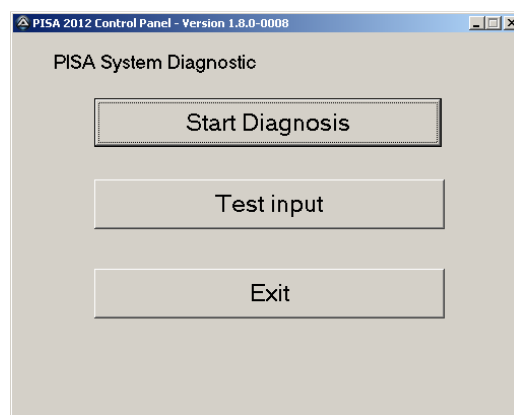 PISA 2012 Control Panel - Version 1.8.0-0008
PISA System Diagnostic
Start Diagnosis
Test input
Exit